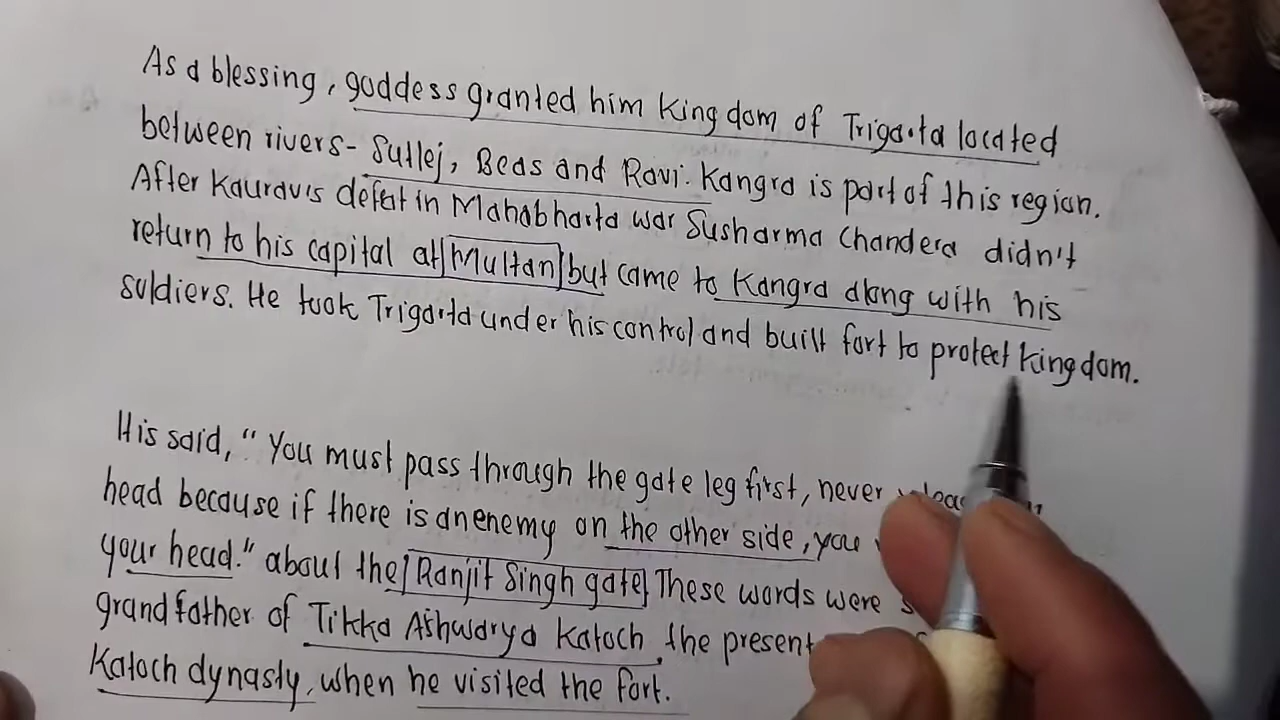 As a blessing, goddess granted him Kingdom of Trigarta located
between rivers- Sutlej, Beas and Ravi. Kangra is part of this region.
After Kauravas defeat in Mahabharta war Susharma Chandera didn't
return to his capital at Multan but came to Kangra along with his
soldiers. He took Trigarta under his control and built fort to protect Kingdom.
His said, "You must pass through the gate leg first, never
head because if there is an enemy on the other side, you
your head." about the Ranjit Singh gate These words were
grandfather of Tikka Aishwarya Katoch, the present
Katoch dynasty, when he visited the fort.